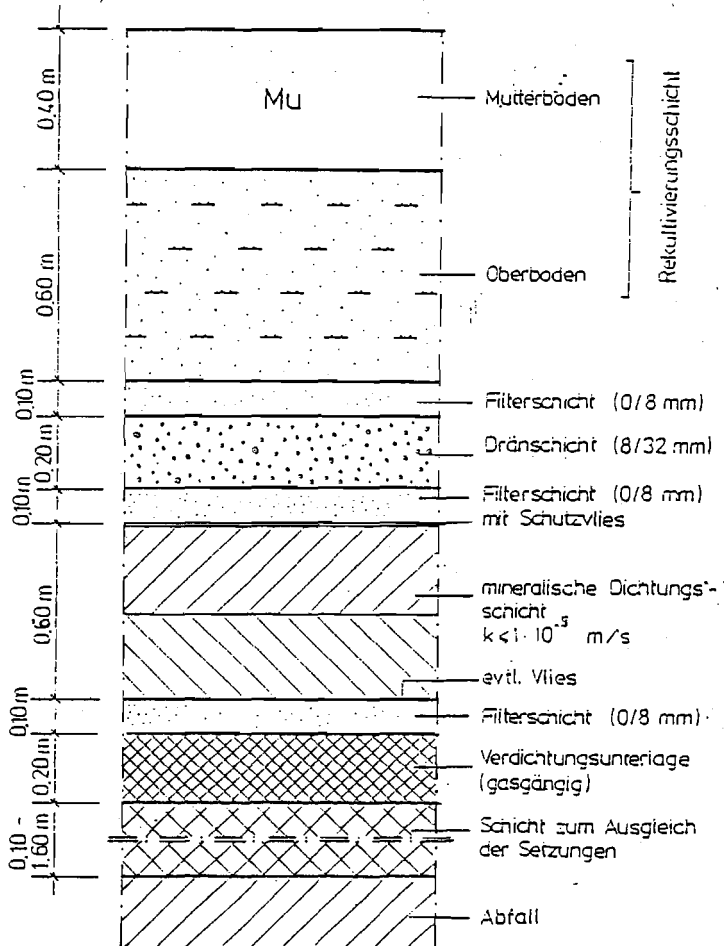 0,40 m
Mu
Mutterboden
Rekultivierungsschicht
0,60 m
Oberboden
0,10 m
Filterschicht (0/8 mm)
0,20 m
Dränschicht (8/32 mm)
0,10 m
Filterschicht (0/8 mm)
mit Schutzvlies
0,60 m
mineralische Dichtungs-
schicht
k ≤ 1 · 10 m/s
evtl. Vlies
0,10 m
Filterschicht (0/8 mm)
0,20 m
Verdichtungsunterlage
(gasgängig)
0,10 -
1,60 m
Schicht zum Ausgleich
der Setzungen
Abfall